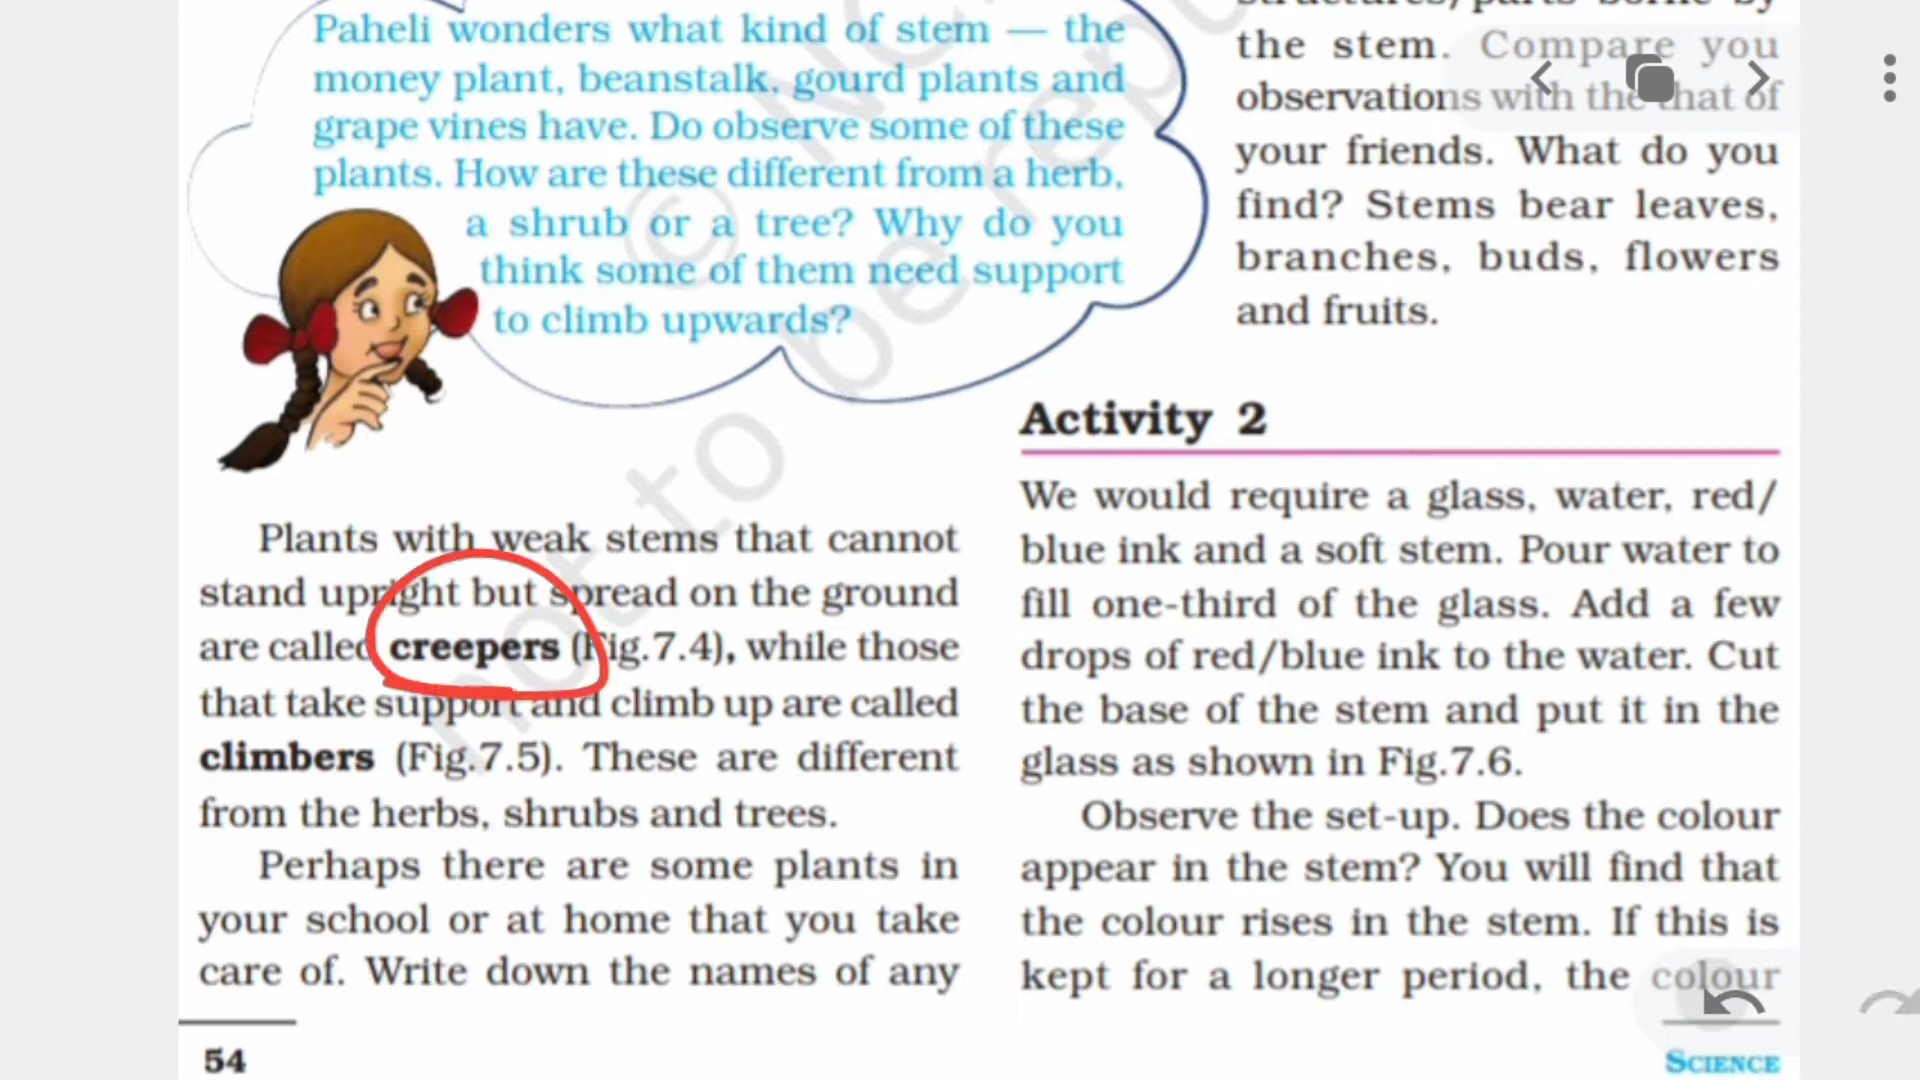 Paheli wonders what kind of stem — the
money plant, beanstalk, gourd plants and
grape vines have. Do observe some of these
plants. How are these different from a herb,
a shrub or a tree? Why do you
think some of them need support
to climb upwards?
Plants with weak stems that cannot
stand upright but spread on the ground
are called creepers (Fig.7.4), while those
that take support and climb up are called
climbers (Fig.7.5). These are different
from the herbs, shrubs and trees.
Perhaps there are some plants in
your school or at home that you take
care of. Write down the names of any
54
structures/parts borne by
the stem. Compare you
observations with the that of
your friends. What do you
find? Stems bear leaves,
branches, buds, flowers
and fruits.
Activity 2
We would require a glass, water, red/
blue ink and a soft stem. Pour water to
fill one-third of the glass. Add a few
drops of red/blue ink to the water. Cut
the base of the stem and put it in the
glass as shown in Fig.7.6.
Observe the set-up. Does the colour
appear in the stem? You will find that
the colour rises in the stem. If this is
kept for a longer period, the colour
SCIENCE
not to be